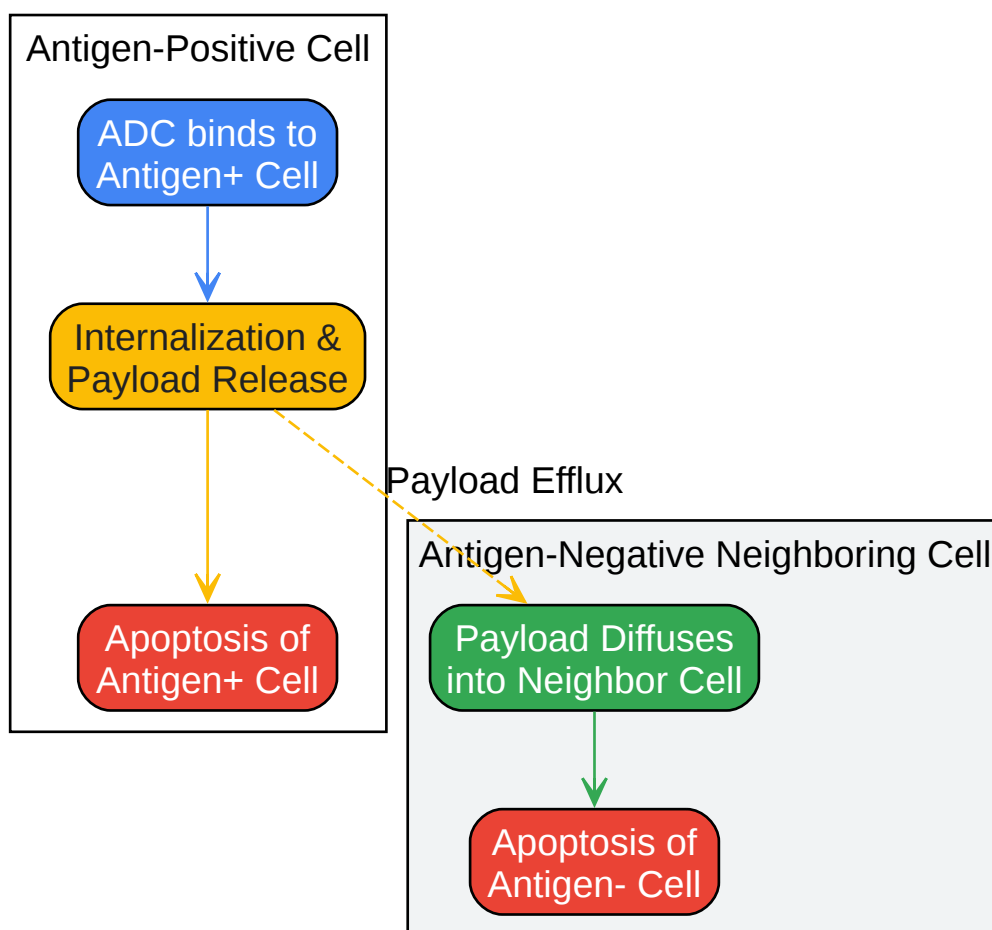 Antigen-Positive Cell
ADC binds to
Antigen+ Cell
Internalization &
Payload Release
Payload Efflux
Apoptosis of
Antigen+ Cell
Antigen-Negative Neighboring Cell
Payload Diffuses
into Neighbor Cell
Apoptosis of
Antigen- Cell